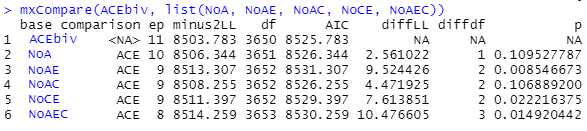 > mxCompare(ACEbiv, list(NoA, NoAE, NoAC, NoCE, NoAEC))
base comparison ep minus2LL df AIC diffLL diffdf p
1 ACEbiv <NA> 11 8503.783 3650 8525.783 NA NA NA
2 NoA ACE 10 8506.344 3651 8526.344 2.561022 1 0.109527787
3 NoAE ACE 9 8513.307 3652 8531.307 9.524426 2 0.008546673
4 NoAC ACE 9 8508.255 3652 8526.255 4.471925 2 0.106889200
5 NoCE ACE 9 8511.397 3652 8529.397 7.613851 2 0.022216375
6 NoAEC ACE 8 8514.259 3653 8530.259 10.476605 3 0.014920442